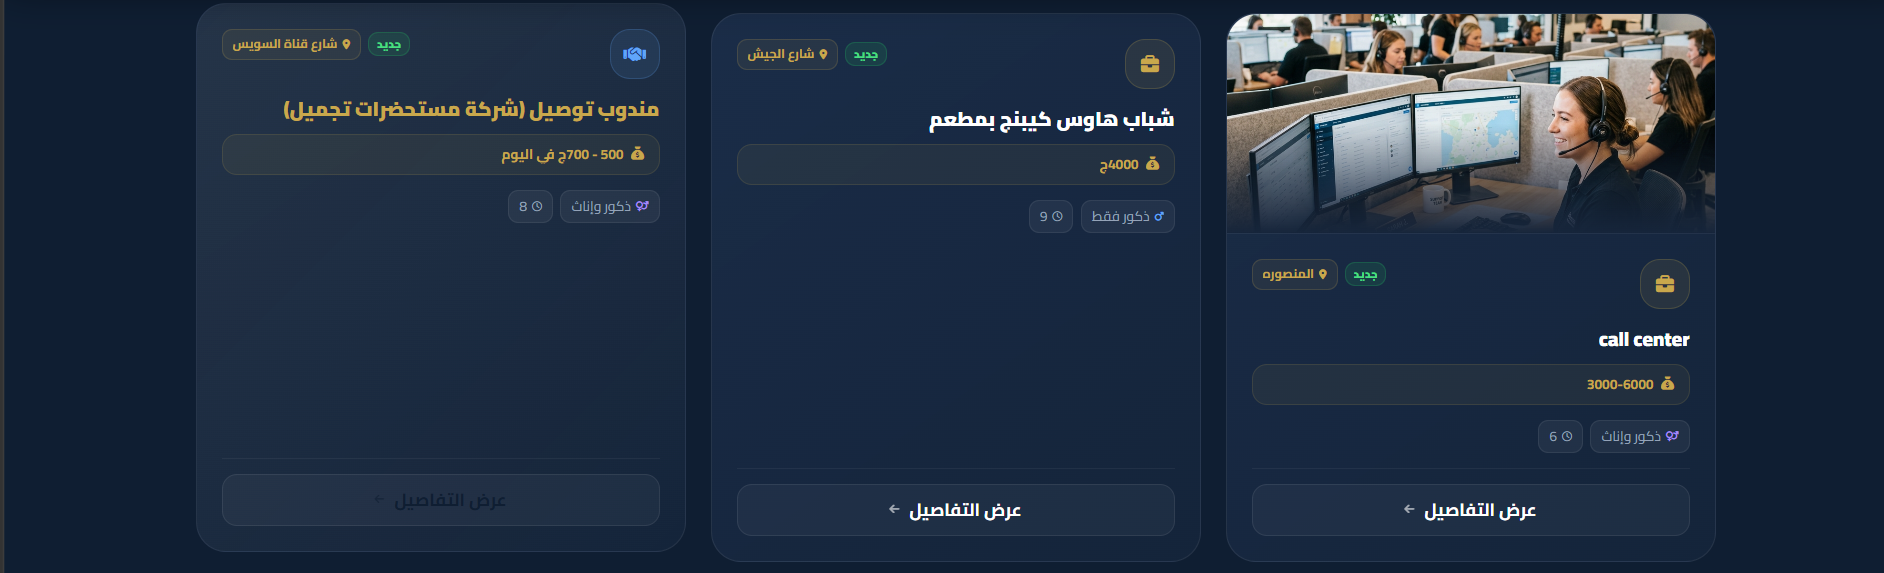 المنصوره
جديد
call center
3000-6000
ذكور وإناث
6
عرض التفاصيل ←
شارع الجيش
جديد
شباب هاوس كيبنج بمطعم
4000ج
ذكور فقط
9
عرض التفاصيل ←
شارع قناة السويس
جديد
مندوب توصيل (شركة مستحضرات تجميل)
500 - 700ج في اليوم
ذكور وإناث
8
عرض التفاصيل ←